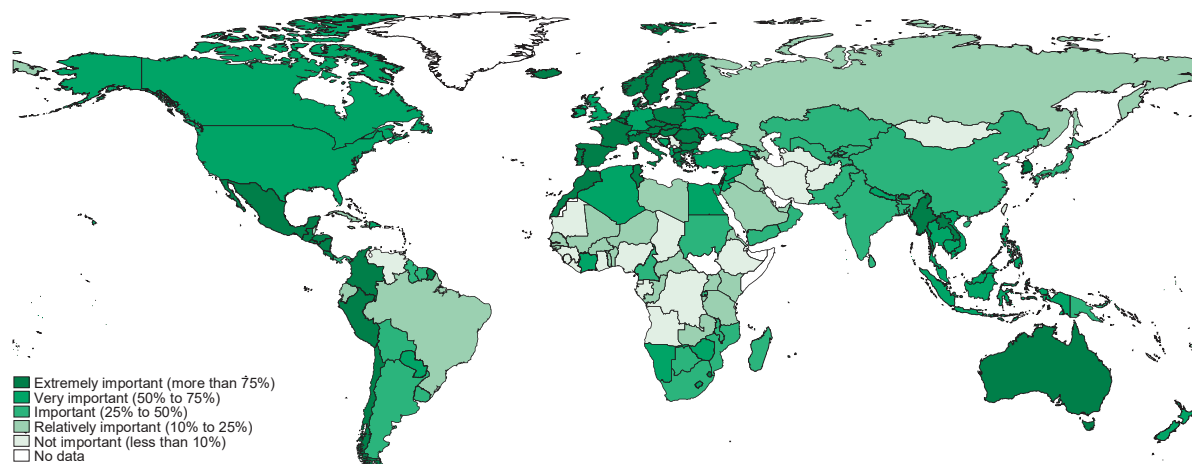 Extremely important (more than 75%)
Very important (50% to 75%)
Important (25% to 50%)
Relatively important (10% to 25%)
Not important (less than 10%)
No data